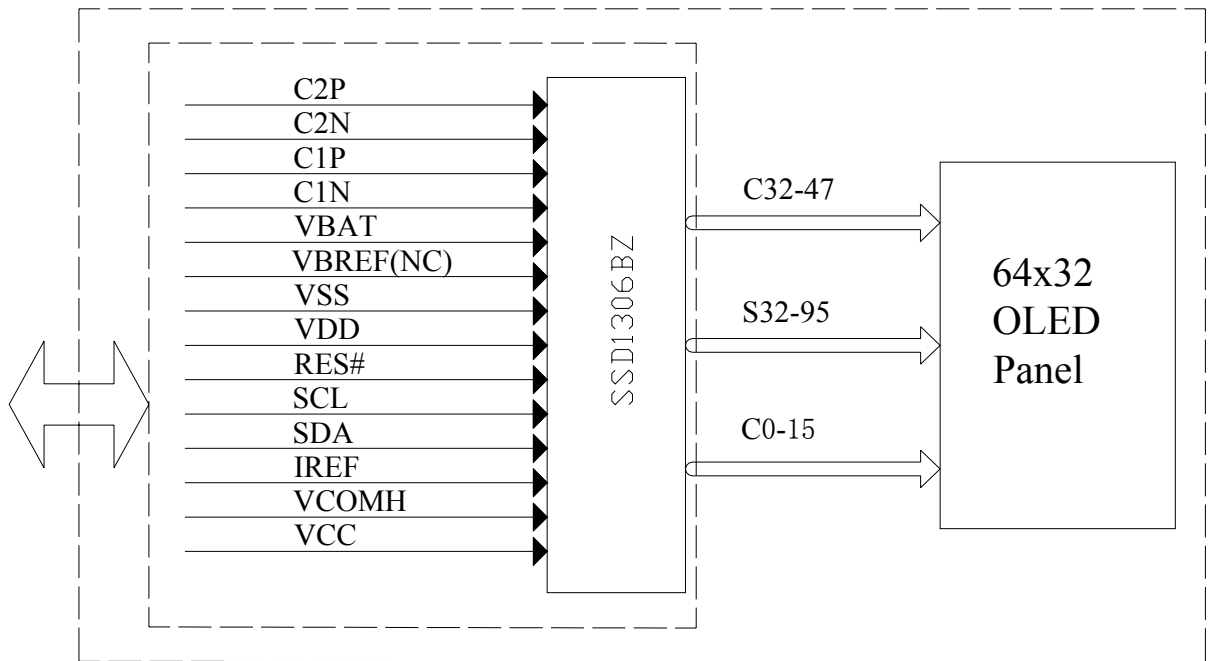 C2P
C2N
C1P
C1N
VBAT
VBREF(NC)
VSS
VDD
RES#
SCL
SDA
IREF
VCOMH
VCC
SSD1306BZ
C32-47
S32-95
C0-15
64x32
OLED
Panel